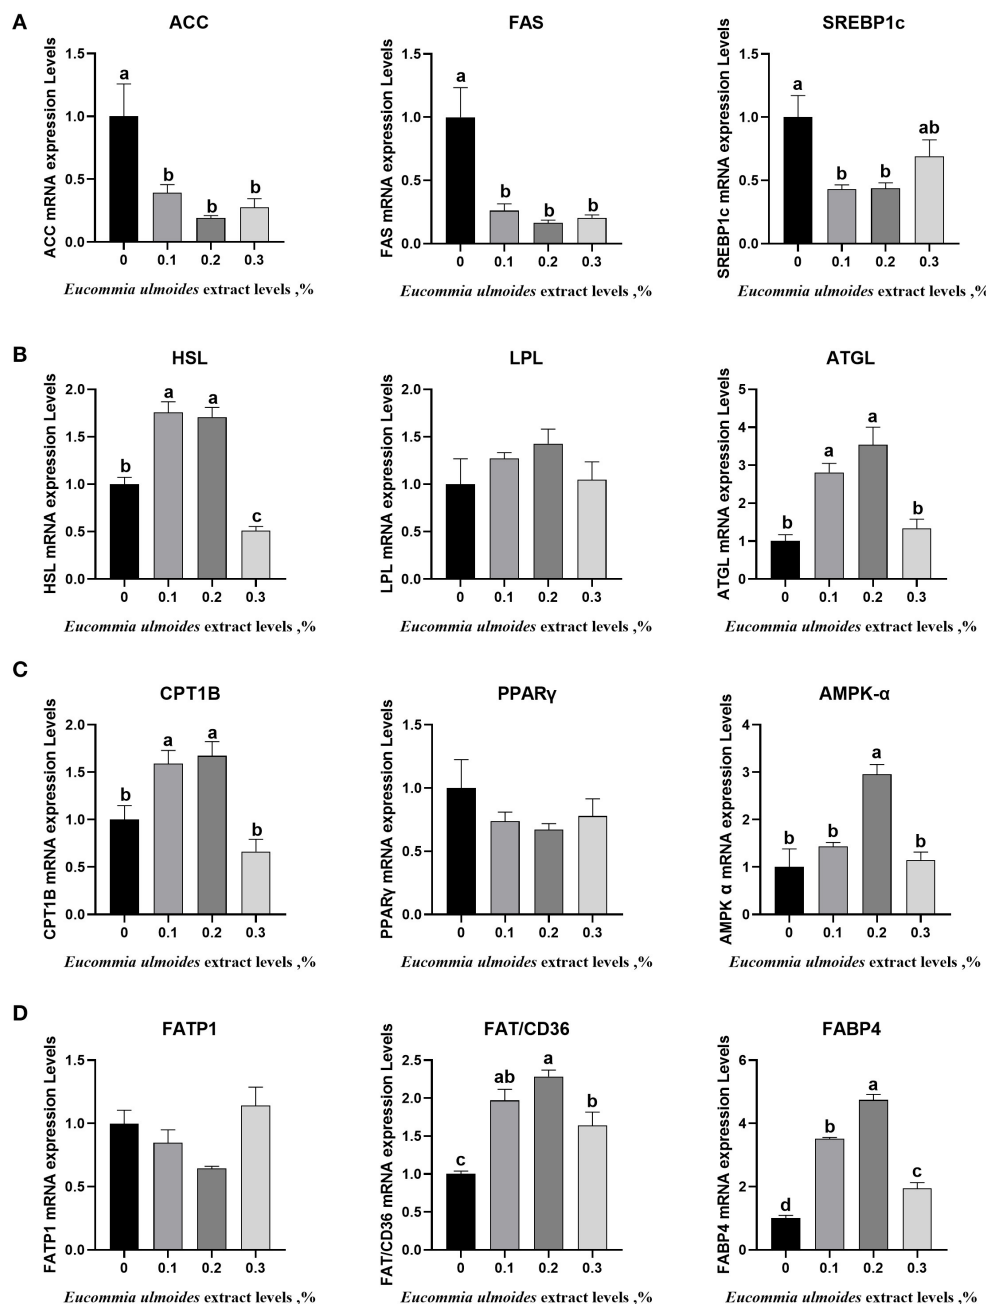 A
ACC
FAS
SREBP1c
ACC mRNA expression Levels
1.5
1.0
0.5
0.0
a
b
b
b
0 0.1 0.2 0.3
Eucommia ulmoides extract levels ,%
FAS mRNA expression Levels
1.5
1.0
0.5
0.0
a
b
b
b
0 0.1 0.2 0.3
Eucommia ulmoides extract levels ,%
SREBP1c mRNA expression Levels
1.5
1.0
0.5
0.0
a
b
b
ab
0 0.1 0.2 0.3
Eucommia ulmoides extract levels ,%
B
HSL
LPL
ATGL
HSL mRNA expression Levels
2.0
1.5
1.0
0.5
0.0
b
a
a
c
0 0.1 0.2 0.3
Eucommia ulmoides extract levels ,%
LPL mRNA expression Levels
2.0
1.5
1.0
0.5
0.0
0 0.1 0.2 0.3
Eucommia ulmoides extract levels ,%
ATGL mRNA expression Levels
5
4
3
2
1
0
b
a
a
b
0 0.1 0.2 0.3
Eucommia ulmoides extract levels ,%
C
CPT1B
PPARγ
AMPK-α
CPT1B mRNA expression Levels
2.0
1.5
1.0
0.5
0.0
b
a
a
b
0 0.1 0.2 0.3
Eucommia ulmoides extract levels ,%
PPARγ mRNA expression Levels
1.5
1.0
0.5
0.0
0 0.1 0.2 0.3
Eucommia ulmoides extract levels ,%
AMPK α mRNA expression Levels
4
3
2
1
0
b
b
a
b
0 0.1 0.2 0.3
Eucommia ulmoides extract levels ,%
D
FATP1
FAT/CD36
FABP4
FATP1 mRNA expression Levels
1.5
1.0
0.5
0.0
0 0.1 0.2 0.3
Eucommia ulmoides extract levels ,%
FAT/CD36 mRNA expression Levels
2.5
2.0
1.5
1.0
0.5
0.0
c
ab
a
b
0 0.1 0.2 0.3
Eucommia ulmoides extract levels ,%
FABP4 mRNA expression Levels
6
4
2
0
d
b
a
c
0 0.1 0.2 0.3
Eucommia ulmoides extract levels ,%